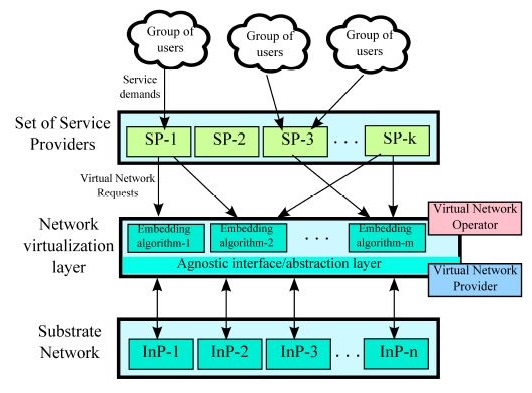 Group of
users
Group of
users
Group of
users
Service
demands
Set of Service
Providers
SP-1
SP-2
SP-3
. . .
SP-k
Virtual Network
Requests
Network
virtualization
layer
Embedding
algorithm-1
Embedding
algorithm-2
. . .
Embedding
algorithm-m
Agnostic interface/abstraction layer
Virtual Network
Operator
Virtual Network
Provider
Substrate
Network
InP-1
InP-2
InP-3
. . .
InP-n